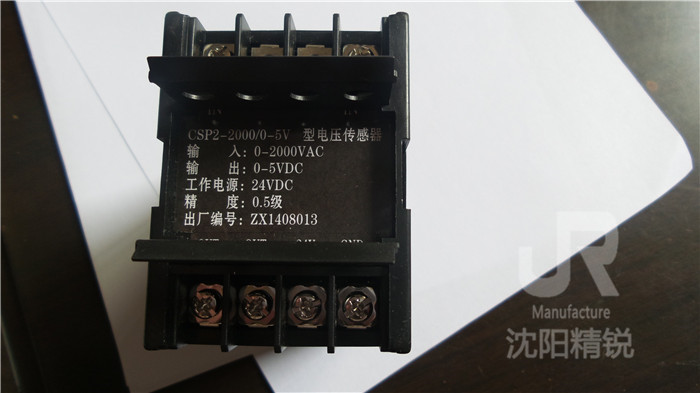 CSP2-2000/0-5V 型电压传感器
输 入：0-2000VAC
输 出：0-5VDC
工作电源：24VDC
精 度：0.5级
出厂编号：ZX1408013
JR
Manufacture
沈阳精锐